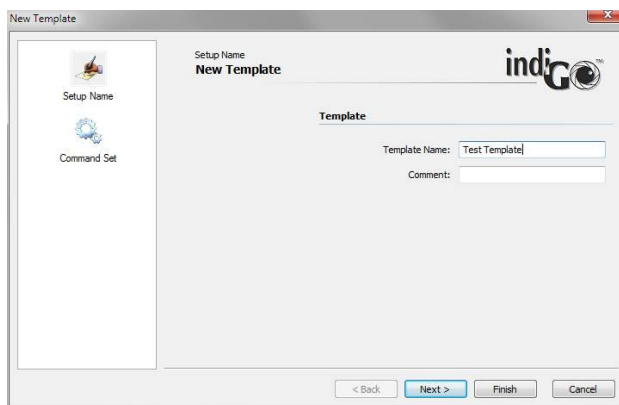 New Template
Setup Name
Command Set
Setup Name
New Template
indiGo™
Template
Template Name: Test Template
Comment:
< Back Next > Finish Cancel